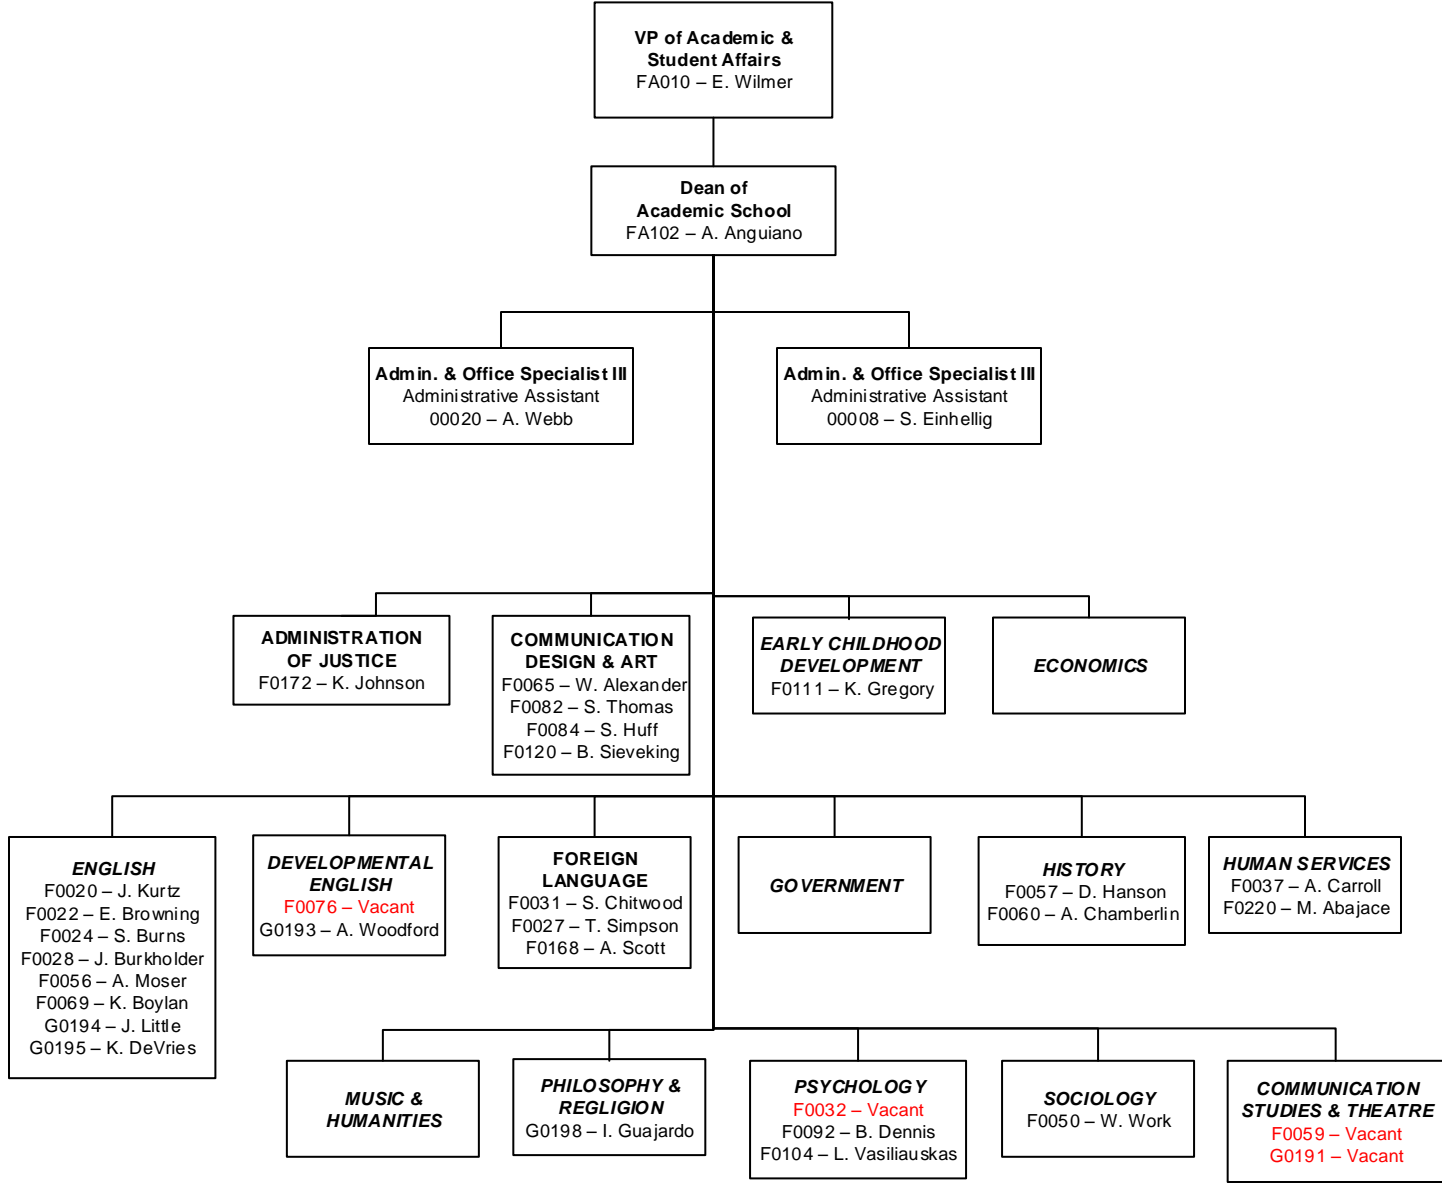 VP of Academic &
Student Affairs
FA010 – E. Wilmer
Dean of
Academic School
FA102 – A. Anguiano
Admin. & Office Specialist III
Administrative Assistant
00020 – A. Webb
Admin. & Office Specialist III
Administrative Assistant
00008 – S. Einhellig
ADMINISTRATION
OF JUSTICE
F0172 – K. Johnson
COMMUNICATION
DESIGN & ART
F0065 – W. Alexander
F0082 – S. Thomas
F0084 – S. Huff
F0120 – B. Sieveking
EARLY CHILDHOOD
DEVELOPMENT
F0111 – K. Gregory
ECONOMICS
ENGLISH
F0020 – J. Kurtz
F0022 – E. Browning
F0024 – S. Burns
F0028 – J. Burkholder
F0056 – A. Moser
F0069 – K. Boylan
G0194 – J. Little
G0195 – K. DeVries
DEVELOPMENTAL
ENGLISH
F0076 – Vacant
G0193 – A. Woodford
FOREIGN
LANGUAGE
F0031 – S. Chitwood
F0027 – T. Simpson
F0168 – A. Scott
GOVERNMENT
HISTORY
F0057 – D. Hanson
F0060 – A. Chamberlin
HUMAN SERVICES
F0037 – A. Carroll
F0220 – M. Abajace
MUSIC &
HUMANITIES
PHILOSOPHY &
REGLIGION
G0198 – I. Guajardo
PSYCHOLOGY
F0032 – Vacant
F0092 – B. Dennis
F0104 – L. Vasiliauskas
SOCIOLOGY
F0050 – W. Work
COMMUNICATION
STUDIES & THEATRE
F0059 – Vacant
G0191 – Vacant